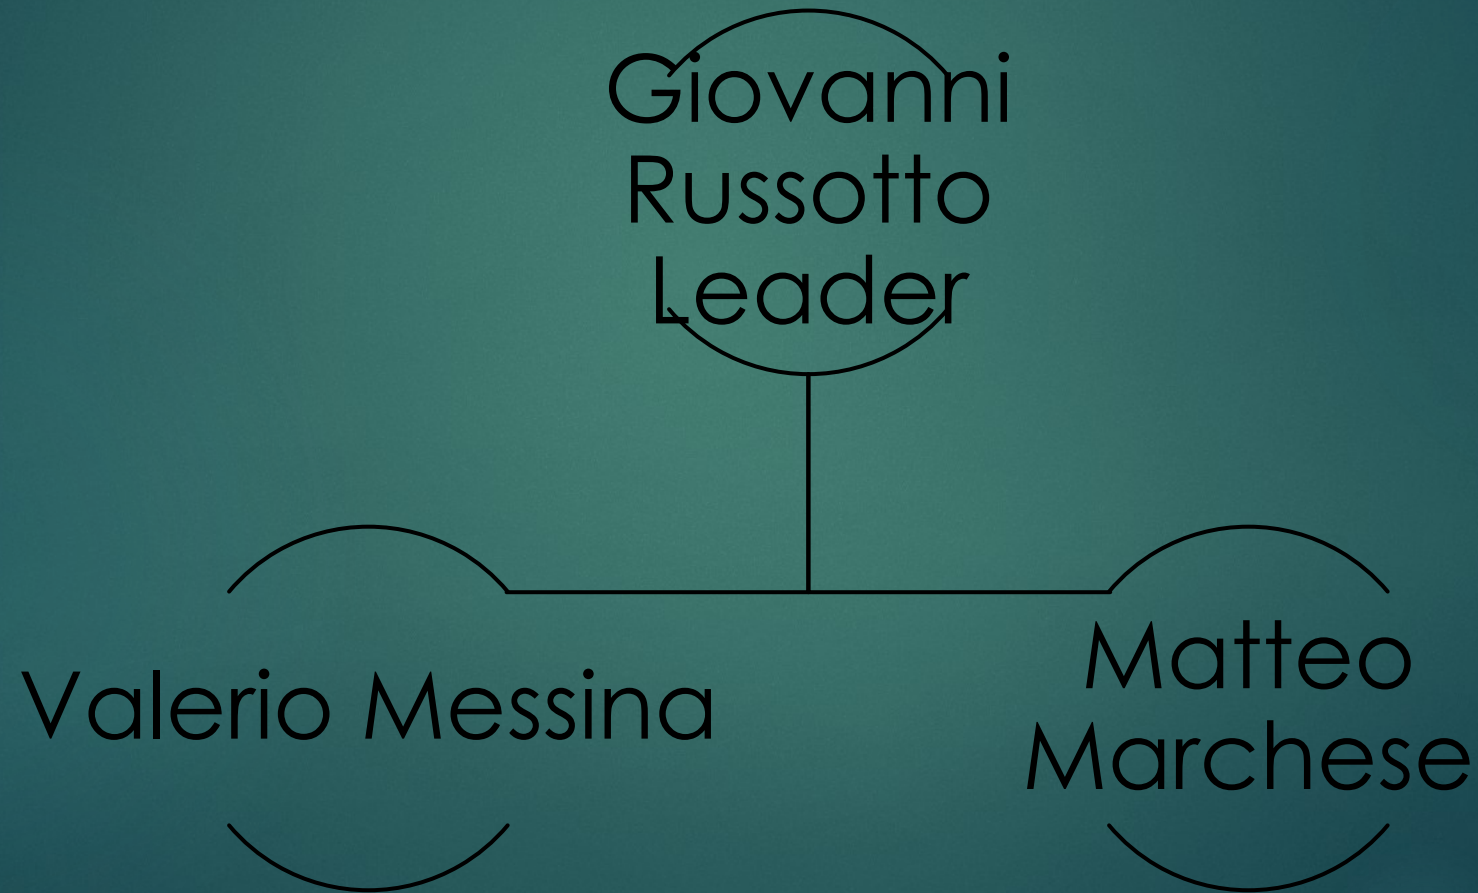 Giovanni
Russotto
Leader
Valerio Messina
Matteo
Marchese